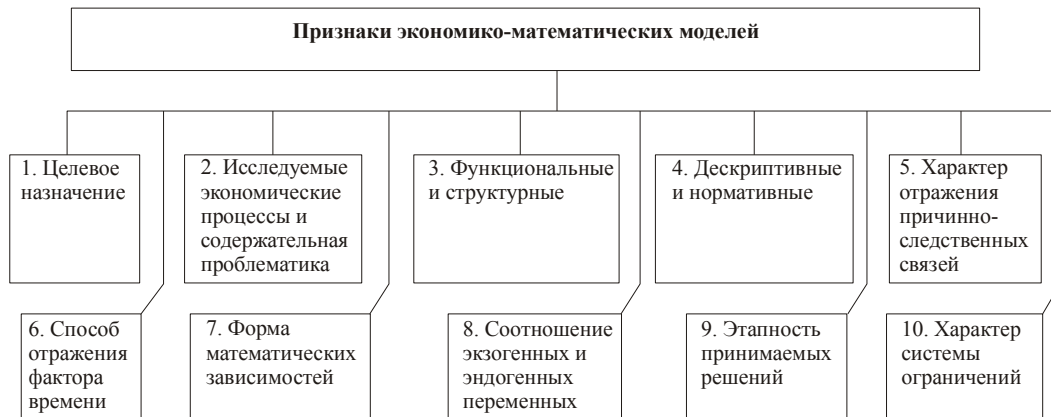 Признаки экономико-математических моделей
1. Целевое
назначение
2. Исследуемые
экономические
процессы и
содержательная
проблематика
3. Функциональные
и структурные
4. Дескриптивные
и нормативные
5. Характер
отражения
причинно-
следственных
связей
6. Способ
отражения
фактора
времени
7. Форма
математических
зависимостей
8. Соотношение
экзогенных и
эндогенных
переменных
9. Этапность
принимаемых
решений
10. Характер
системы
ограничений